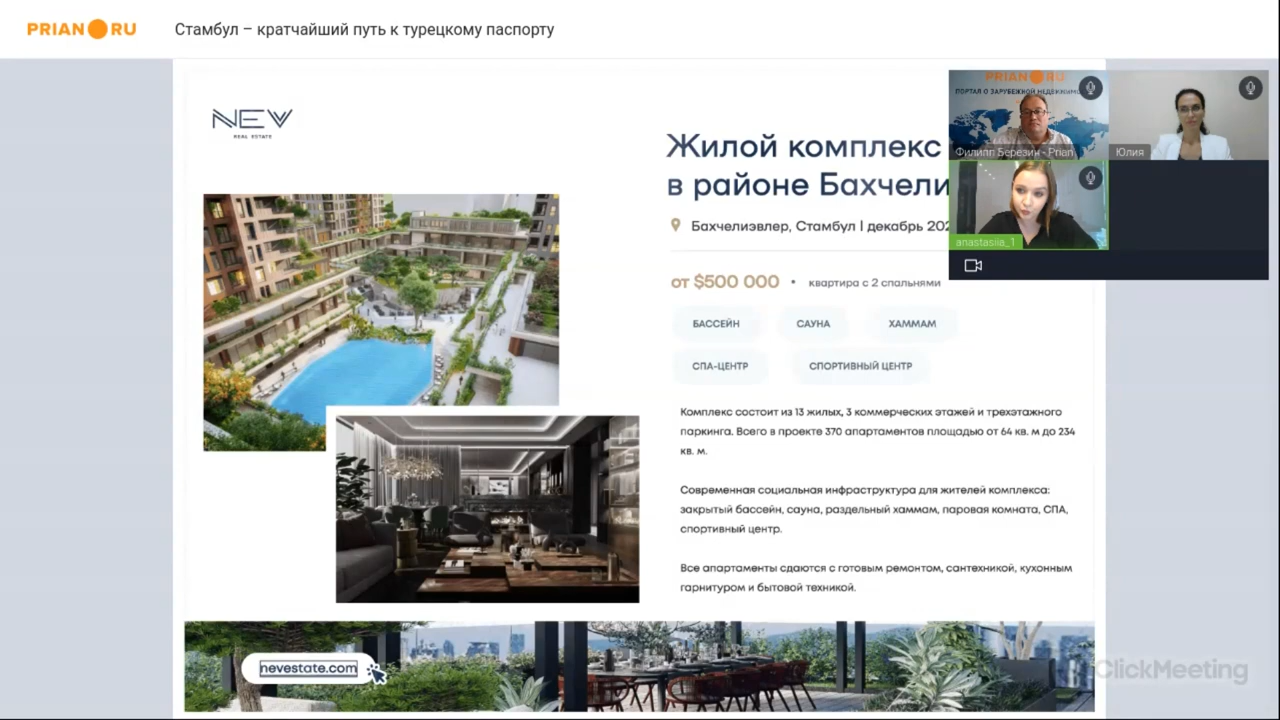 PRIAN RU
Стамбул – кратчайший путь к турецкому паспорту
NEV
REAL ESTATE
Жилой комплекс
в районе Бахчели
Бахчелиэвлер, Стамбул | декабрь 202
от $500 000 • квартира с 2 спальнями
БАССЕЙН САУНА ХАММАМ
СПА-ЦЕНТР СПОРТИВНЫЙ ЦЕНТР
Комплекс состоит из 13 жилых, 3 коммерческих этажей и трехэтажного
паркинга. Всего в проекте 370 апартаментов площадью от 64 кв. м до 234
кв. м.
Современная социальная инфраструктура для жителей комплекса:
закрытый бассейн, сауна, раздельный хаммам, паровая комната, СПА,
спортивный центр.
Все апартаменты сдаются с готовым ремонтом, сантехникой, кухонным
гарнитуром и бытовой техникой.
nevestate.com
PRIAN RU
ПОРТАЛ О ЗАРУБЕЖНОЙ НЕДВИЖИМО
Филипп Березин - Prian
Юлия
anastasiia_1
ClickMeeting